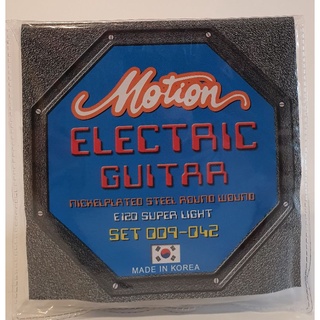 Motion
ELECTRIC
GUITAR
NICKELPLATED STEEL ROUND WOUND
E120 SUPER LIGHT
SET 009-042
MADE IN KOREA